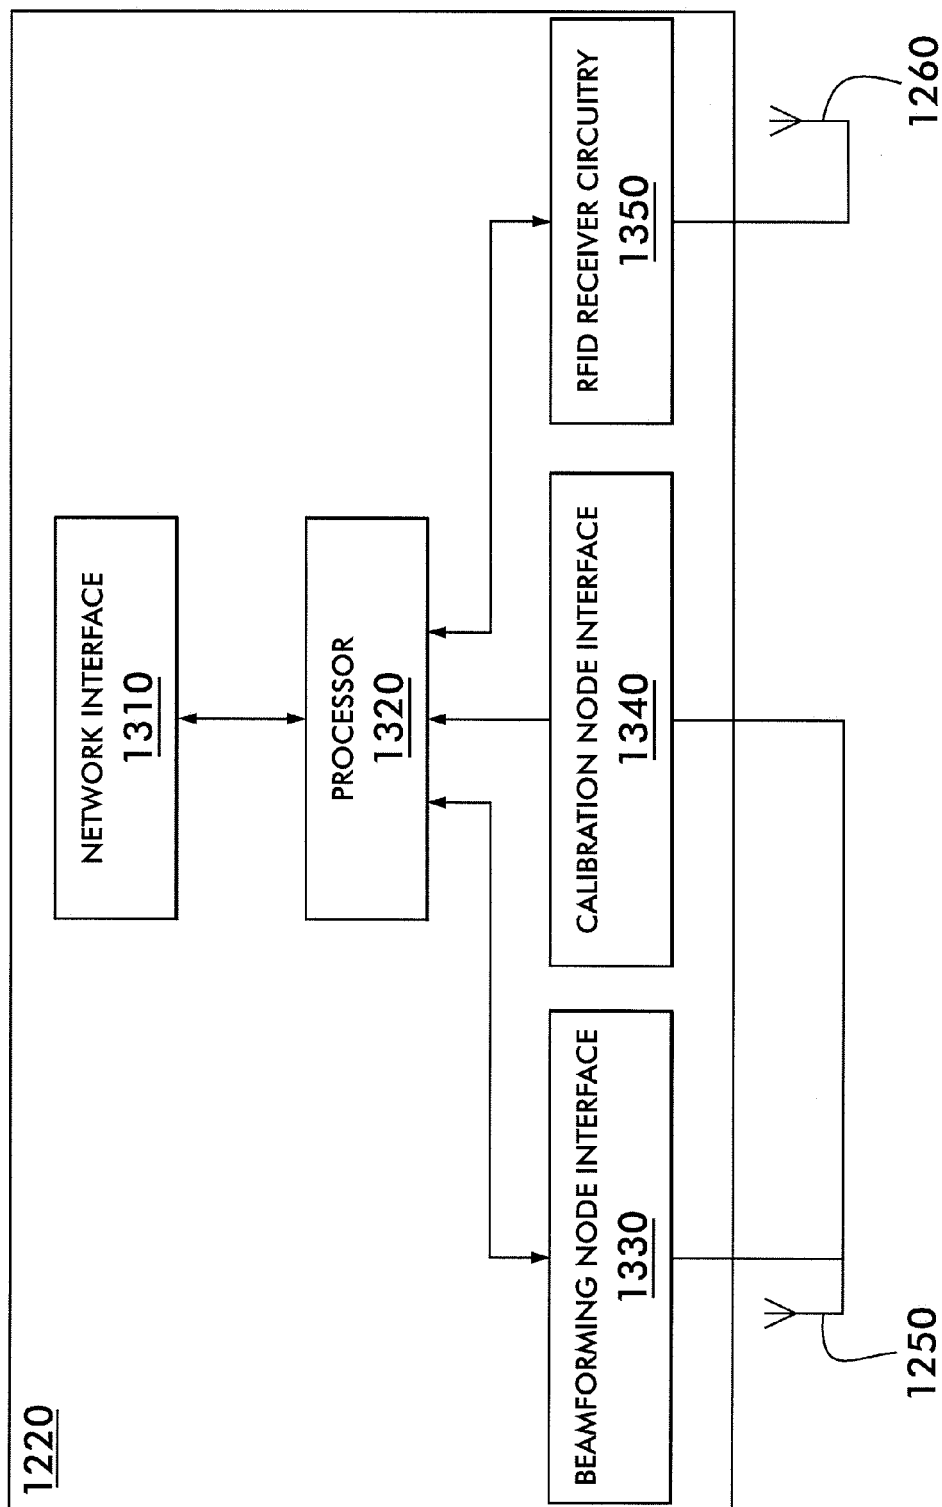 1220
NETWORK INTERFACE
1310
PROCESSOR
1320
BEAMFORMING NODE INTERFACE
1330
CALIBRATION NODE INTERFACE
1340
RFID RECEIVER CIRCUITRY
1350
1250
1260